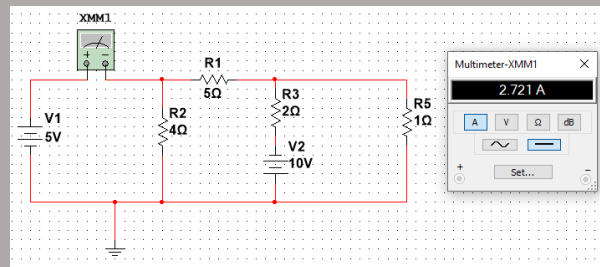 XMM1
+ −
V1
5V
R2
4Ω
R1
5Ω
R3
2Ω
V2
10V
R5
1Ω
Multimeter-XMM1
2.721 A
A V Ω dB
Set...
+ −